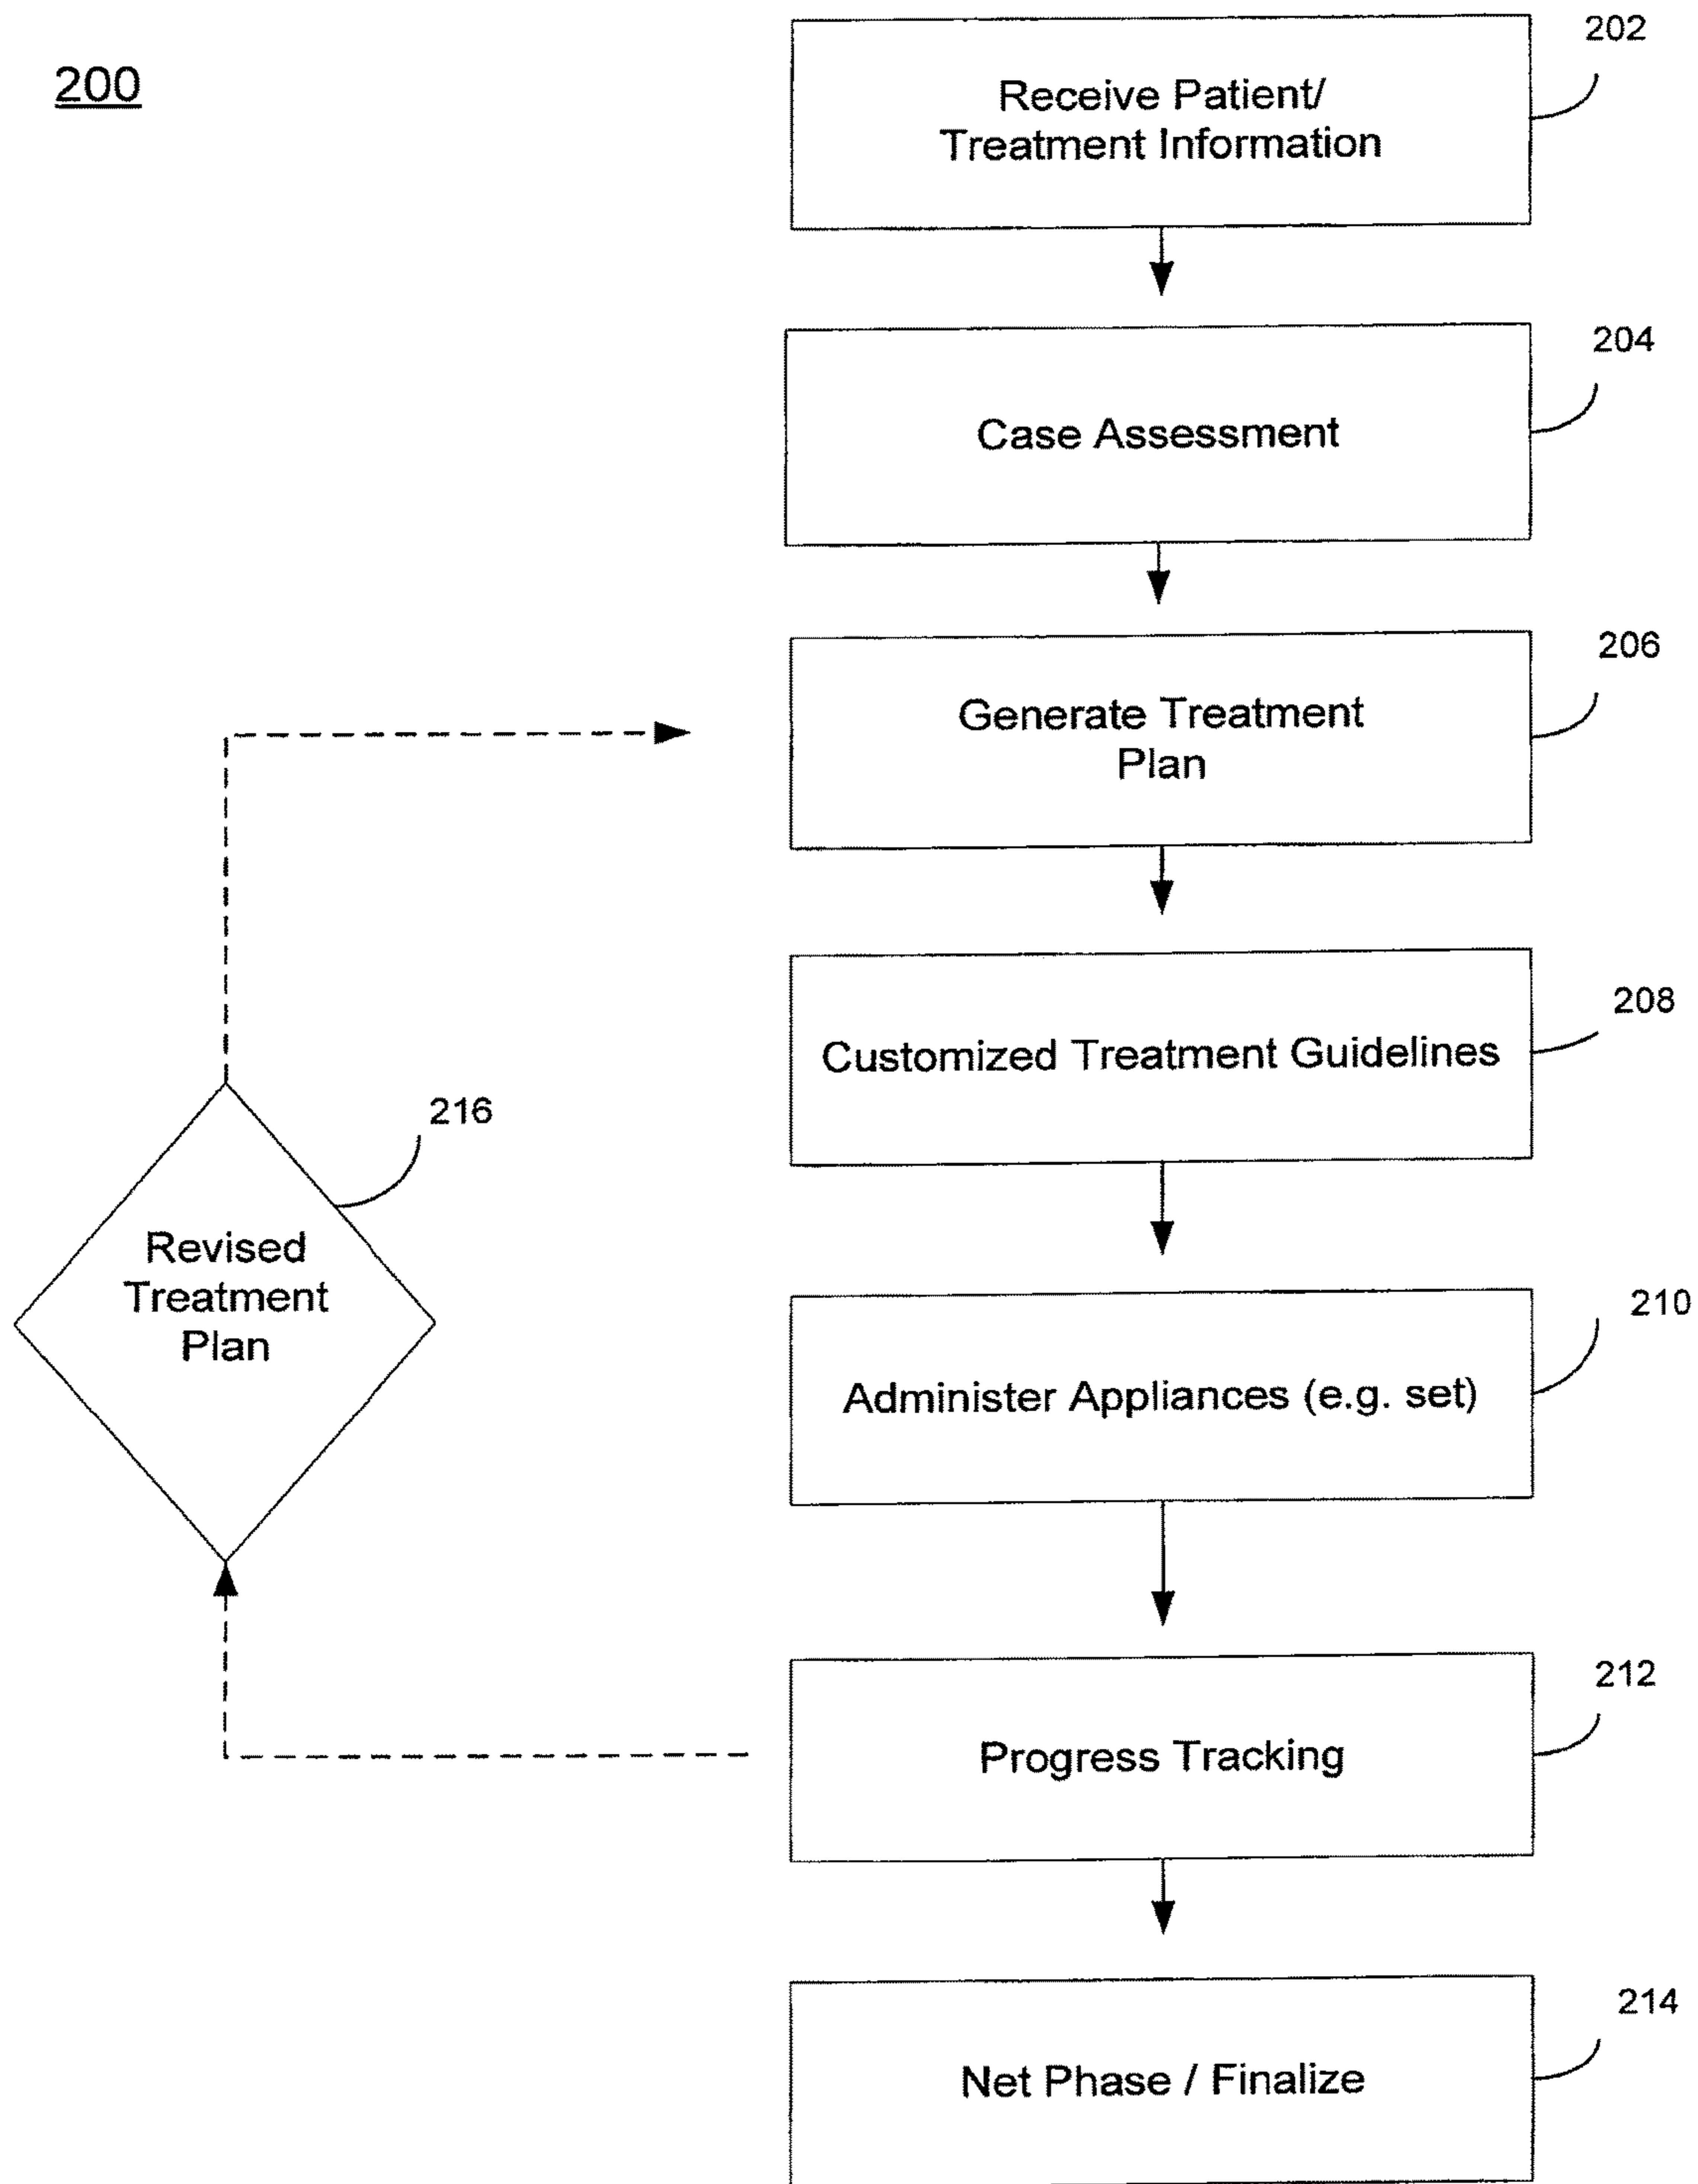 200
202
Receive Patient/
Treatment Information
204
Case Assessment
206
Generate Treatment
Plan
208
Customized Treatment Guidelines
216
Revised
Treatment
Plan
210
Administer Appliances (e.g. set)
212
Progress Tracking
214
Net Phase / Finalize